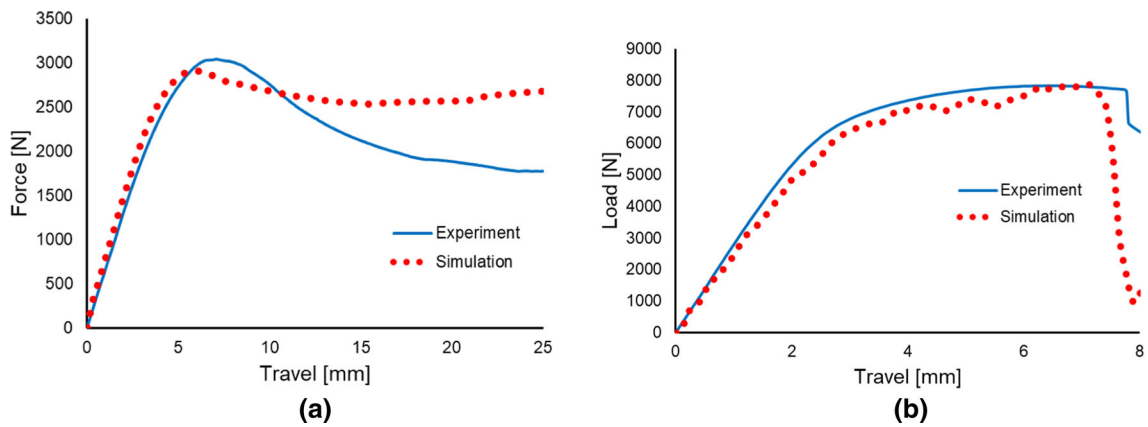 3500
3000
2500
2000
1500
1000
500
0
Force [N]
Experiment
Simulation
0 5 10 15 20 25
Travel [mm]
(a)
9000
8000
7000
6000
5000
4000
3000
2000
1000
0
Load [N]
Experiment
Simulation
0 2 4 6 8
Travel [mm]
(b)